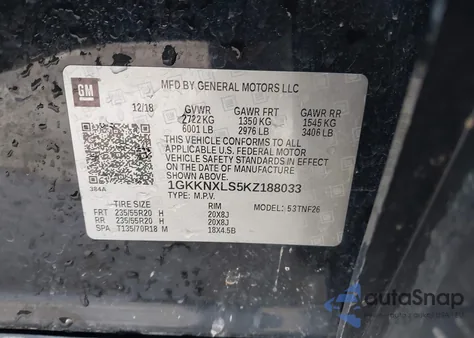 GM
MFD BY GENERAL MOTORS LLC
12/18 GVWR GAWR FRT GAWR RR
2722 KG 1350 KG 1545 KG
6001 LB 2976 LB 3406 LB
THIS VEHICLE CONFORMS TO ALL
APPLICABLE U.S. FEDERAL MOTOR
VEHICLE SAFETY STANDARDS IN EFFECT
ON THE DATE OF MANUFACTURE
SHOWN ABOVE.
384A 1GKKNXLS5KZ188033
TYPE: M.P.V.
TIRE SIZE RIM MODEL: 53TNF26
FRT 235/55R20 H 20X8J
RR 235/55R20 H 20X8J
SPA T135/70R18 M 18X4.5B
autoSnap